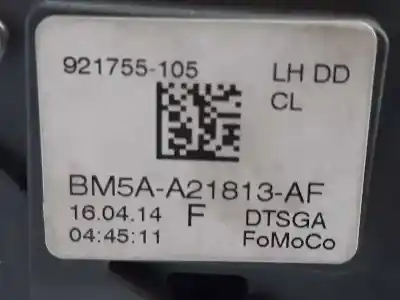 921755-105 LH DD
CL
BM5A-A21813-AF
16.04.14 F DTSGA
04:45:11 FoMoCo